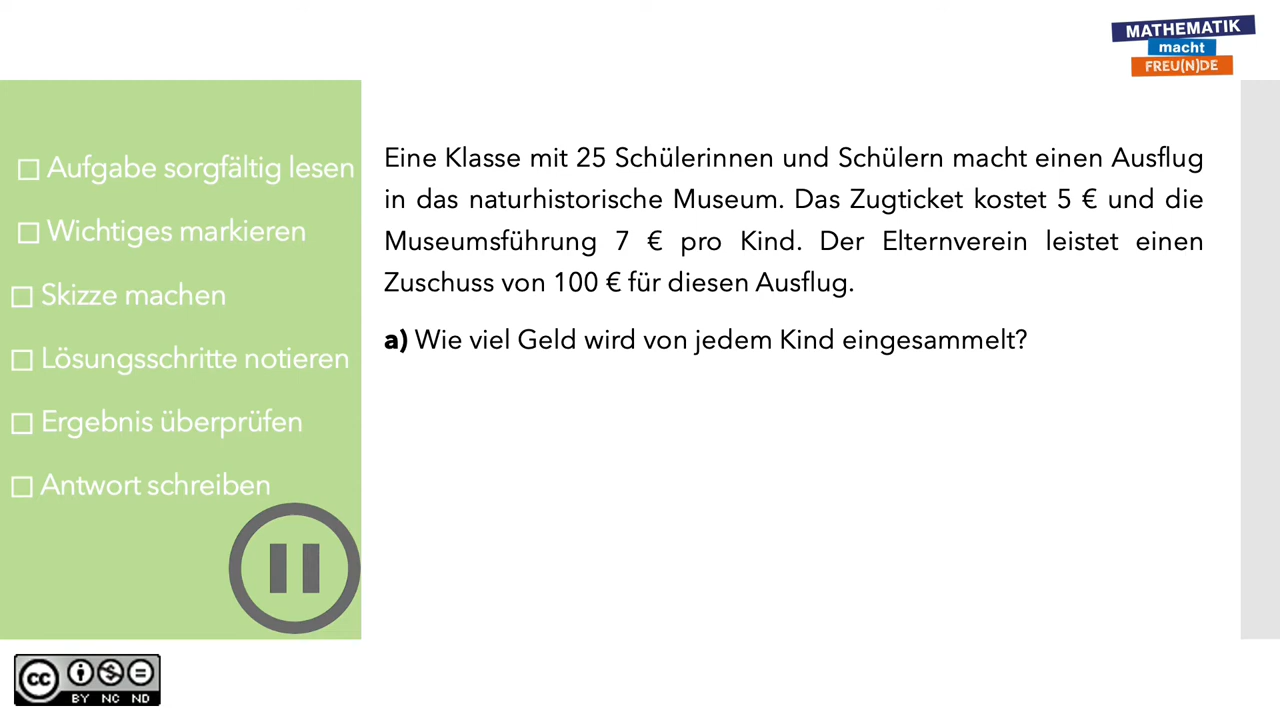 MATHEMATIK
macht
FREU(N)DE
□ Aufgabe sorgfältig lesen
□ Wichtiges markieren
□ Skizze machen
□ Lösungsschritte notieren
□ Ergebnis überprüfen
□ Antwort schreiben
Eine Klasse mit 25 Schülerinnen und Schülern macht einen Ausflug
in das naturhistorische Museum. Das Zugticket kostet 5 € und die
Museumsführung 7 € pro Kind. Der Elternverein leistet einen
Zuschuss von 100 € für diesen Ausflug.
a) Wie viel Geld wird von jedem Kind eingesammelt?
cc
BY NC ND